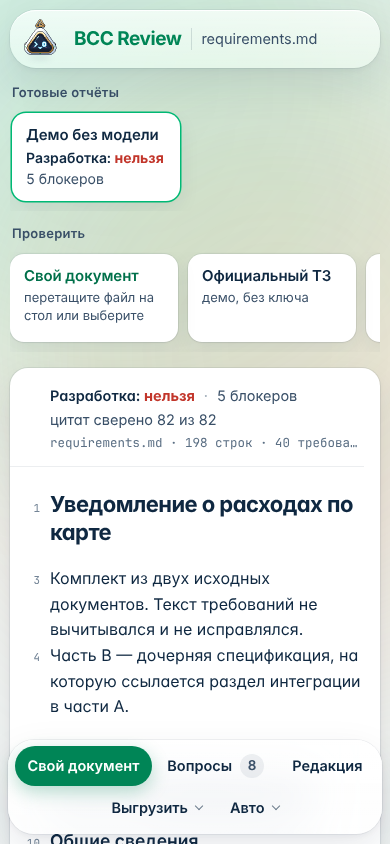 BCC Review | requirements.md
Готовые отчёты
Демо без модели
Разработка: нельзя
5 блокеров
Проверить
Свой документ
перетащите файл на
стол или выберите
Официальный ТЗ
демо, без ключа
Разработка: нельзя · 5 блокеров
цитат сверено 82 из 82
requirements.md · 198 строк · 40 требова…
1 Уведомление о расходах по
карте
3 Комплект из двух исходных
документов. Текст требований не
вычитывался и не исправлялся.
4 Часть B — дочерняя спецификация, на
которую ссылается раздел интеграции
в части A.
Свой документ Вопросы 8 Редакция
Выгрузить Авто
10 Общие сведения